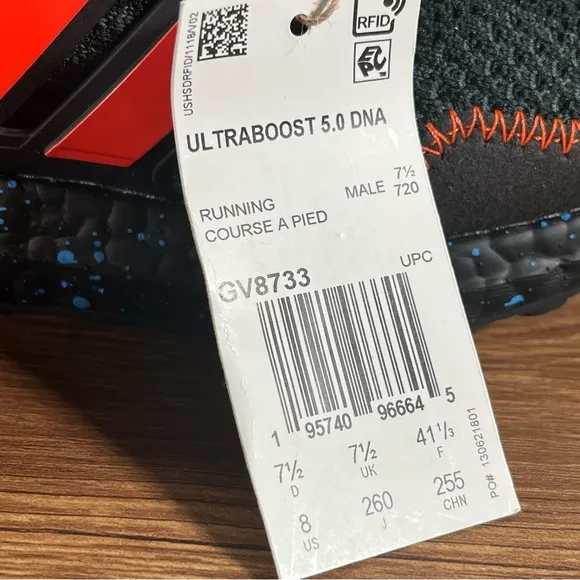 USHSDRFID/1118/V02
RFID
EPC
ULTRABOOST 5.0 DNA
RUNNING MALE 7½
COURSE A PIED 720
GV8733 UPC
1 95740 96664 5
7½ 7½ 41⅓
D UK F
8 260 255
US J CHN
PO# 130621801